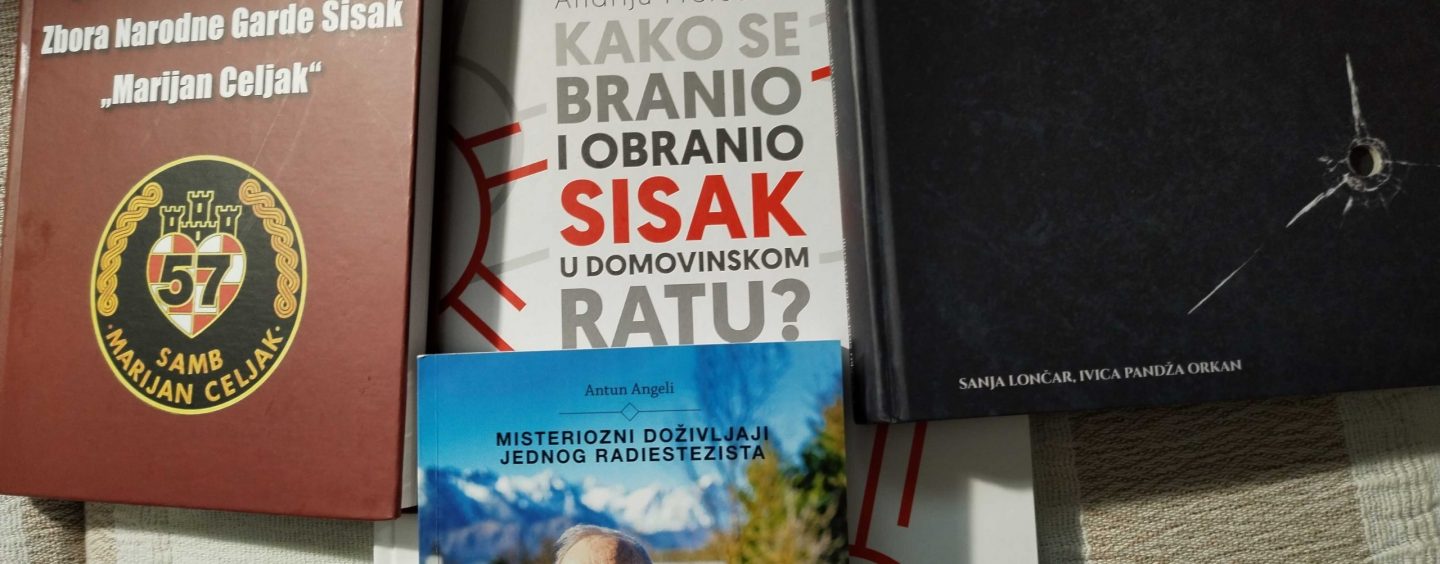 Zbora Narodne Garde Sisak
„Marijan Celjak“
57
SAMB
·MARIJAN CELJAK·
KAKO SE
BRANIO
I OBRANIO
SISAK
U DOMOVINSKOM
RATU?
Antun Angeli
MISTERIOZNI DOŽIVLJAJI
JEDNOG RADIESTEZISTA
SANJA LONČAR, IVICA PANDŽA ORKAN